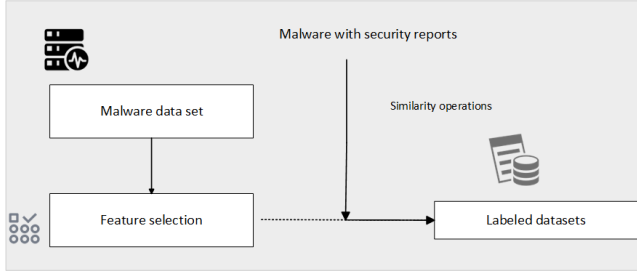 Malware with security reports
Malware data set
Similarity operations
Feature selection
Labeled datasets